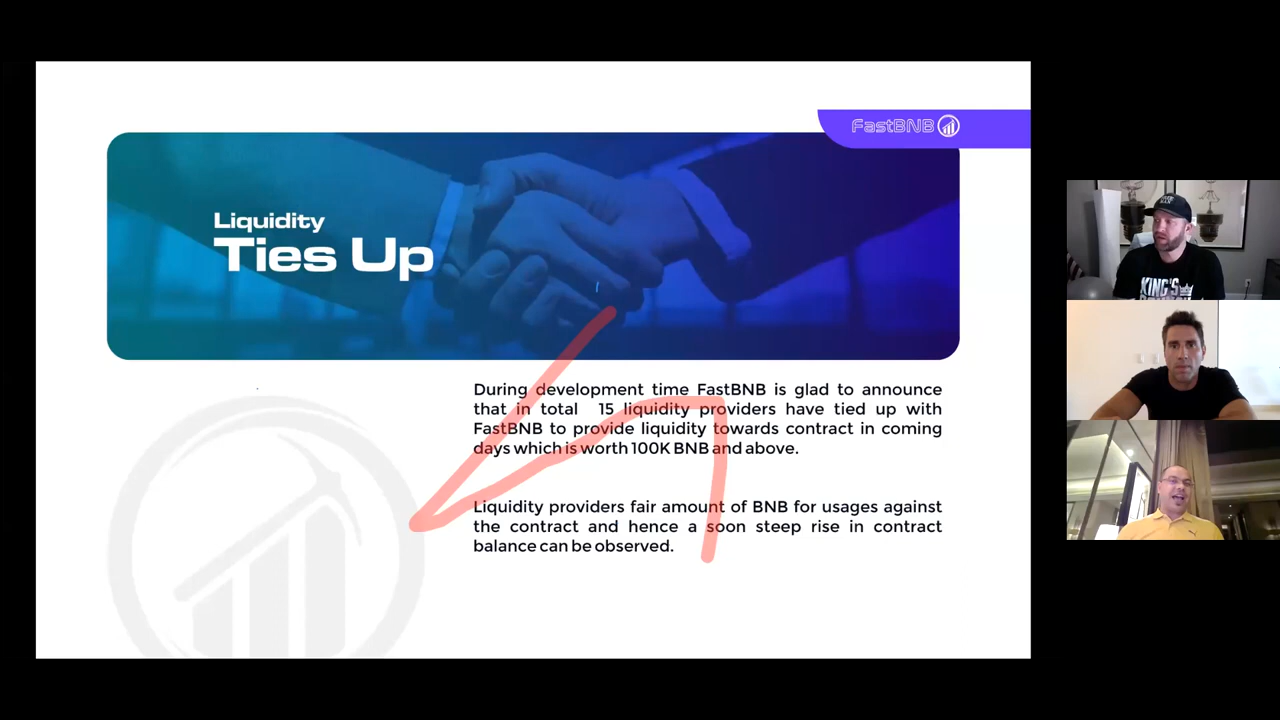 FastBNB
Liquidity
Ties Up
During development time FastBNB is glad to announce
that in total 15 liquidity providers have tied up with
FastBNB to provide liquidity towards contract in coming
days which is worth 100K BNB and above.
Liquidity providers fair amount of BNB for usages against
the contract and hence a soon steep rise in contract
balance can be observed.
KING'S